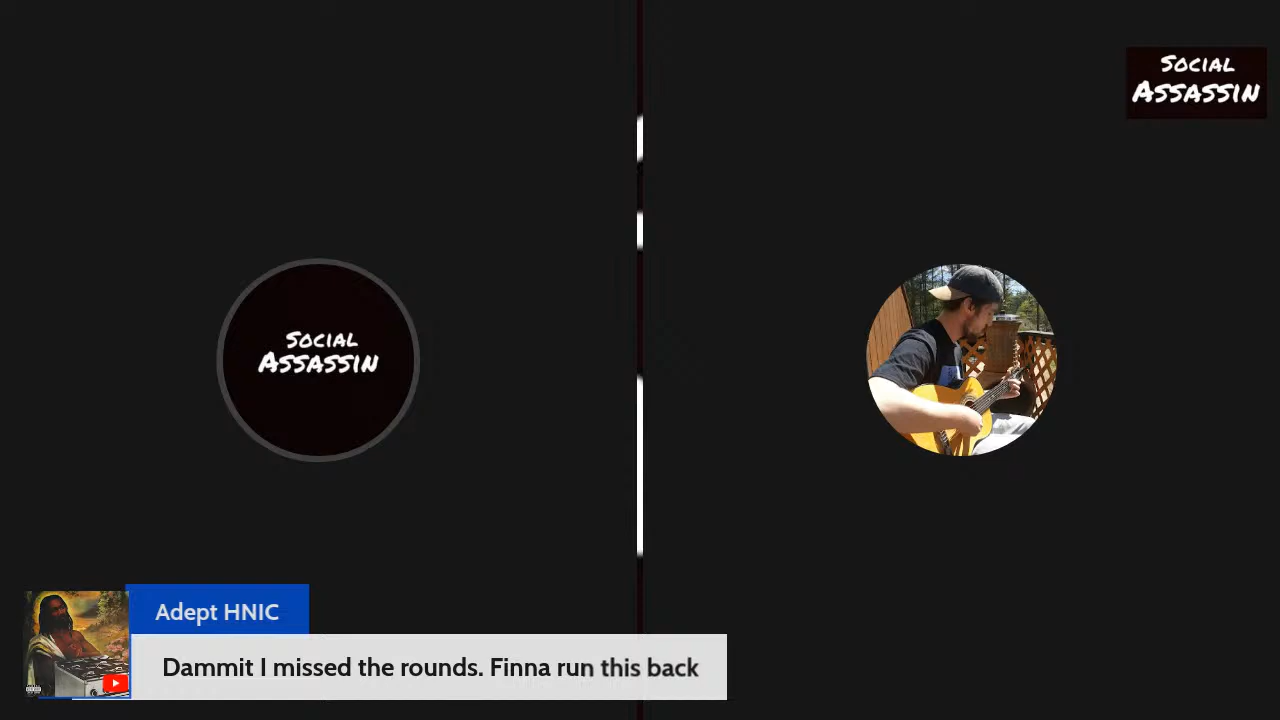 Social
Assassin
Social
Assassin
Adept HNIC
Dammit I missed the rounds. Finna run this back